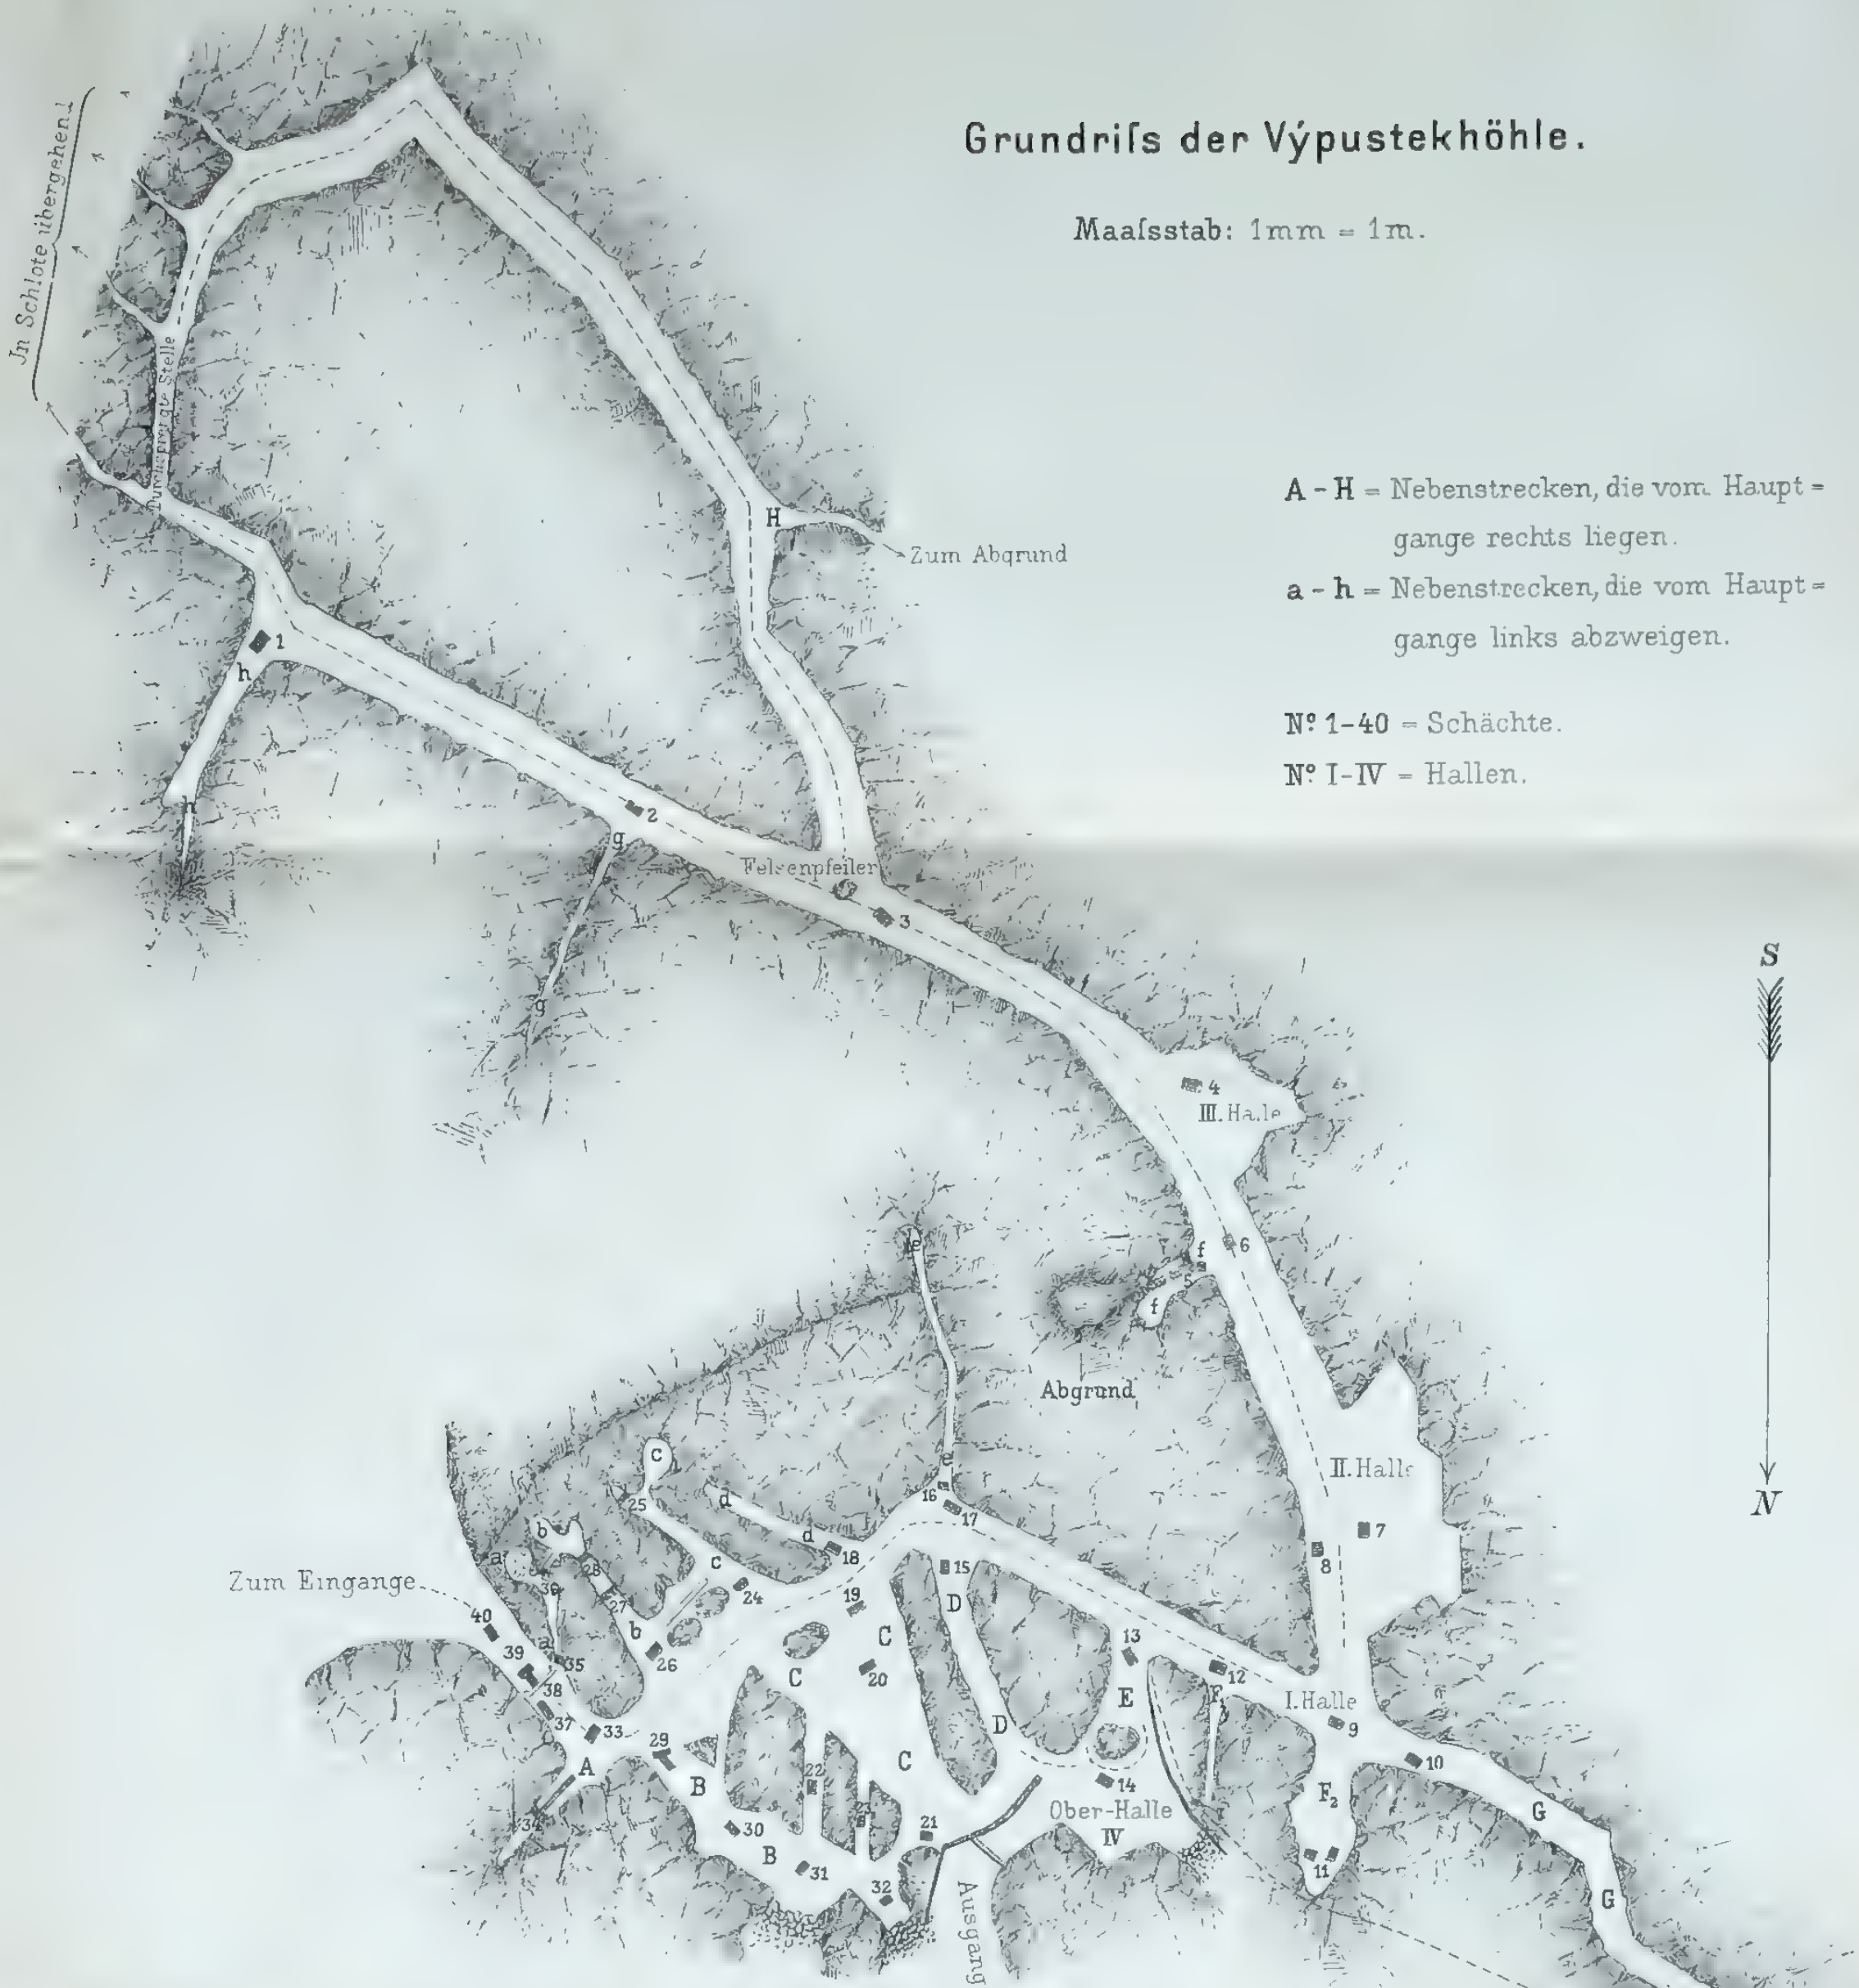 Grundriſs der Výpustekhöhle.
Maaſsstab: 1mm = 1m.
Jn Schlote übergehend
Stelle
A - H = Nebenstrecken, die vom Haupt =
gange rechts liegen.
a - h = Nebenstrecken, die vom Haupt =
gange links abzweigen.
Nº 1-40 = Schächte.
Nº I-IV = Hallen.
H
Zum Abgrund
1
h
h
2
g
Felsenpfeiler
3
g
S
N
4
III. Halle
e
f
6
5
f
Abgrund
II. Halle
7
8
c
25
d
e
16
17
b
d
18
a
28
c
24
15
Zum Eingange
36
27
19
D
40
b
C
13
39
a
35
26
20
12
38
C
E
F₁
I. Halle
37
33
29
D
9
A
B
C
10
22
14
F₂
34
30
23
21
Ober-Halle
IV
G
B
31
11
32
G
Ausgang